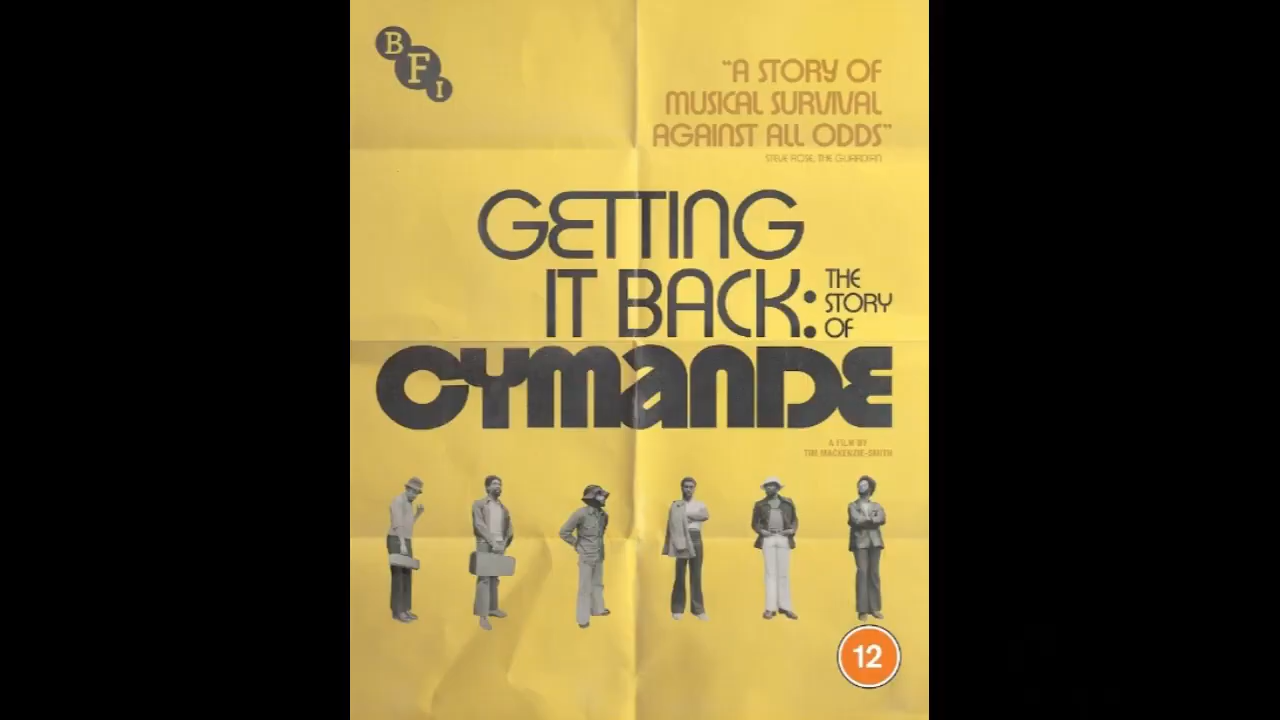 BFI
"A STORY OF
MUSICAL SURVIVAL
AGAINST ALL ODDS"
STEVE ROSE, THE GUARDIAN
GETTING
IT BACK:
THE
STORY
OF
CYMANDE
A FILM BY
TIM MACKENZIE-SMITH
12